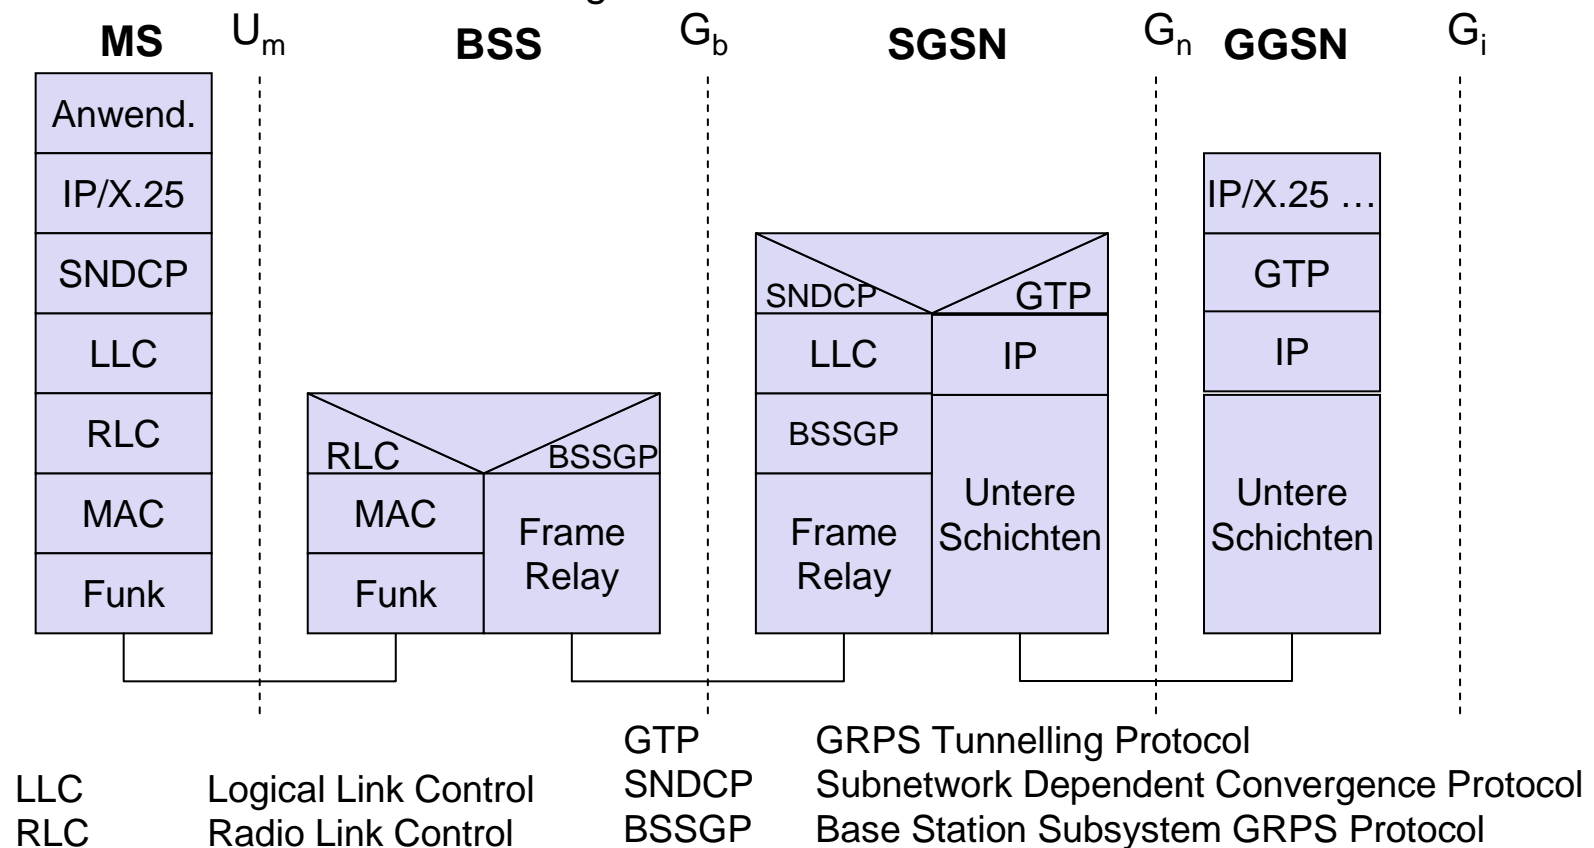 MS Um BSS Gb SGSN Gn GGSN Gi
Anwend.
IP/X.25
SNDCP
LLC
RLC
MAC
Funk
RLC BSSGP
MAC
Funk
Frame
Relay
SNDCP GTP
LLC
BSSGP
Frame
Relay
IP
Untere
Schichten
IP/X.25 …
GTP
IP
Untere
Schichten
LLC Logical Link Control
RLC Radio Link Control
GTP GRPS Tunnelling Protocol
SNDCP Subnetwork Dependent Convergence Protocol
BSSGP Base Station Subsystem GRPS Protocol